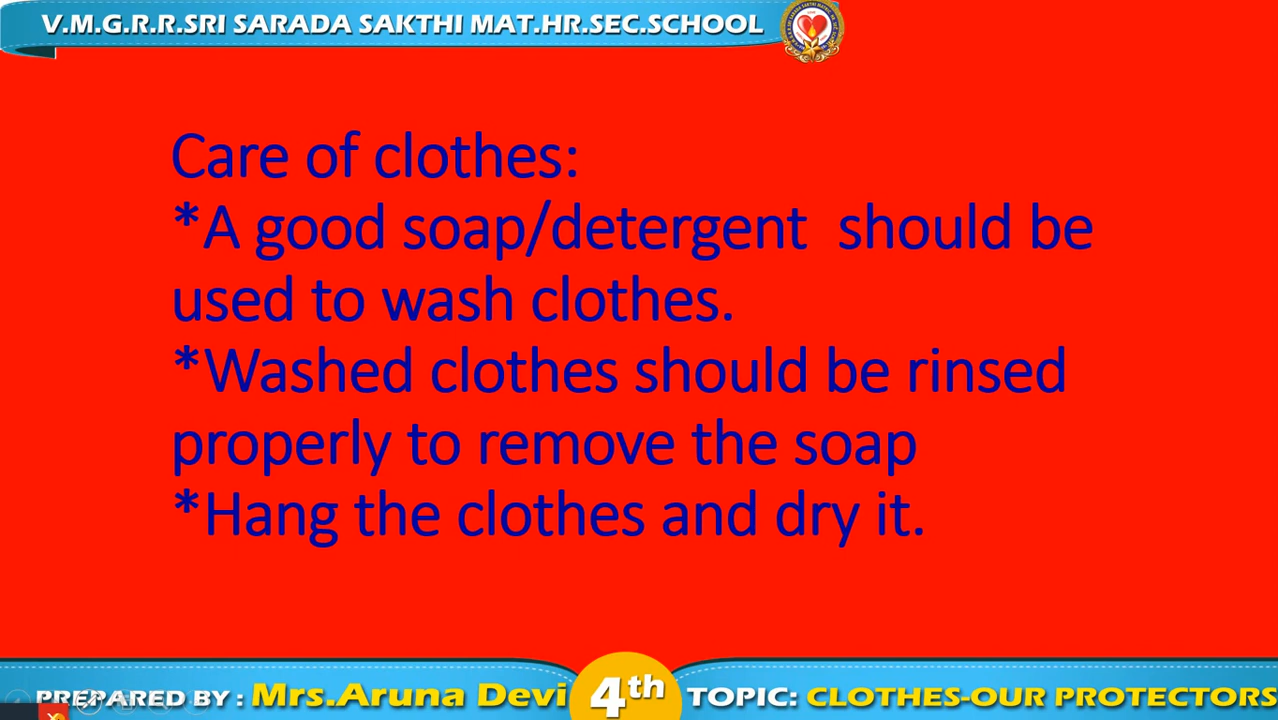 V.M.G.R.R.SRI SARADA SAKTHI MAT.HR.SEC.SCHOOL
Care of clothes:
*A good soap/detergent should be
used to wash clothes.
*Washed clothes should be rinsed
properly to remove the soap
*Hang the clothes and dry it.
PREPARED BY : Mrs.Aruna Devi 4th TOPIC: CLOTHES-OUR PROTECTORS